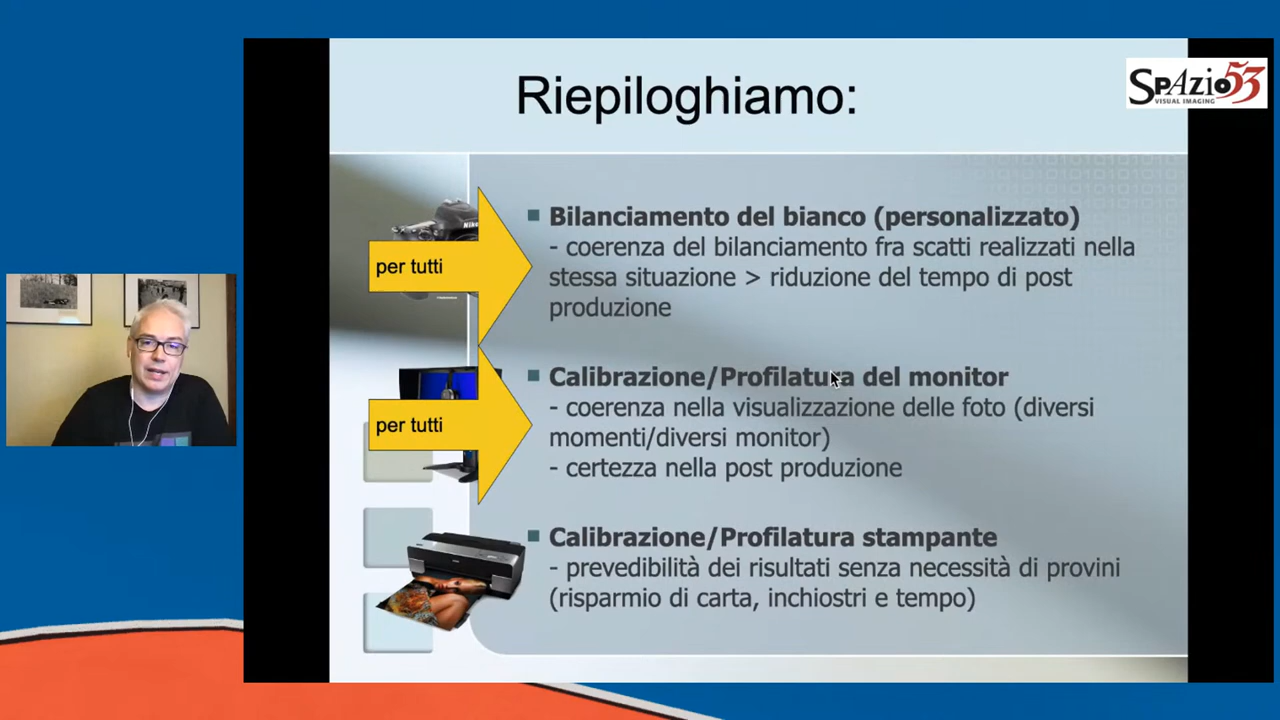 Riepiloghiamo:
SPAZIO53
VISUAL IMAGING
per tutti
Bilanciamento del bianco (personalizzato)
- coerenza del bilanciamento fra scatti realizzati nella
stessa situazione > riduzione del tempo di post
produzione
per tutti
Calibrazione/Profilatura del monitor
- coerenza nella visualizzazione delle foto (diversi
momenti/diversi monitor)
- certezza nella post produzione
Calibrazione/Profilatura stampante
- prevedibilità dei risultati senza necessità di provini
(risparmio di carta, inchiostri e tempo)